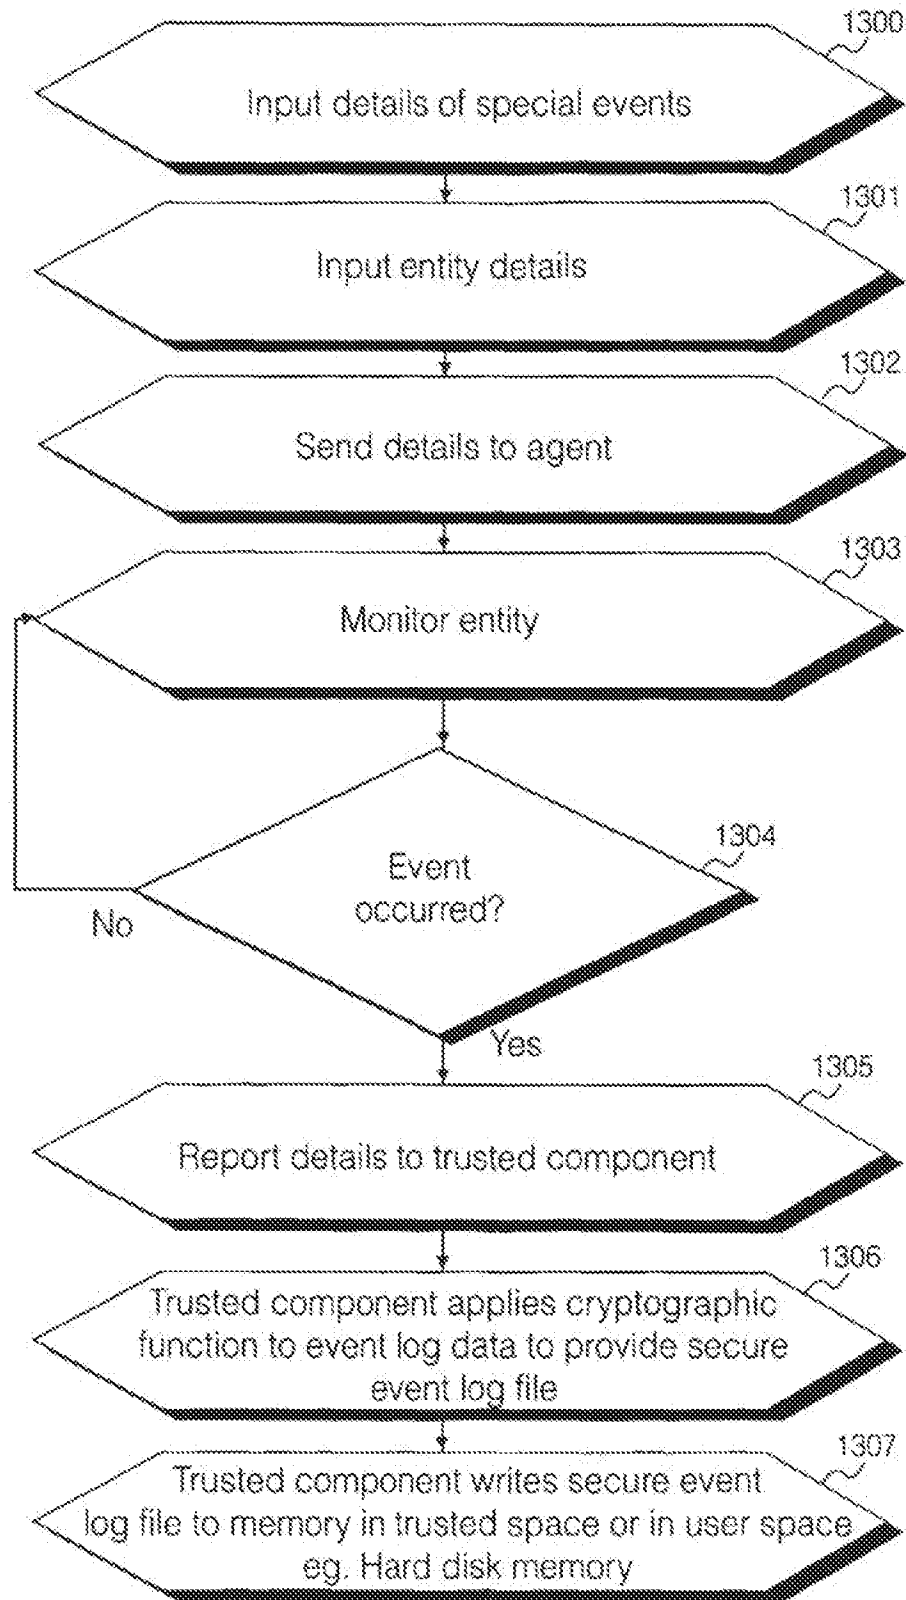 1300
Input details of special events
1301
Input entity details
1302
Send details to agent
1303
Monitor entity
1304
Event
occurred?
No
Yes
1305
Report details to trusted component
1306
Trusted component applies cryptographic
function to event log data to provide secure
event log file
1307
Trusted component writes secure event
log file to memory in trusted space or in user space
eg. Hard disk memory